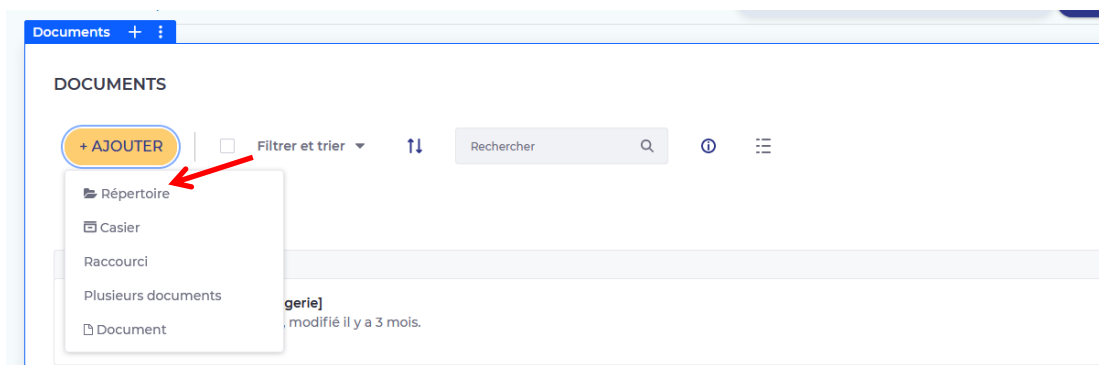 Documents
DOCUMENTS
+ AJOUTER
Filtrer et trier
Rechercher
Répertoire
Casier
Raccourci
Plusieurs documents
gerie]
, modifié il y a 3 mois.
Document